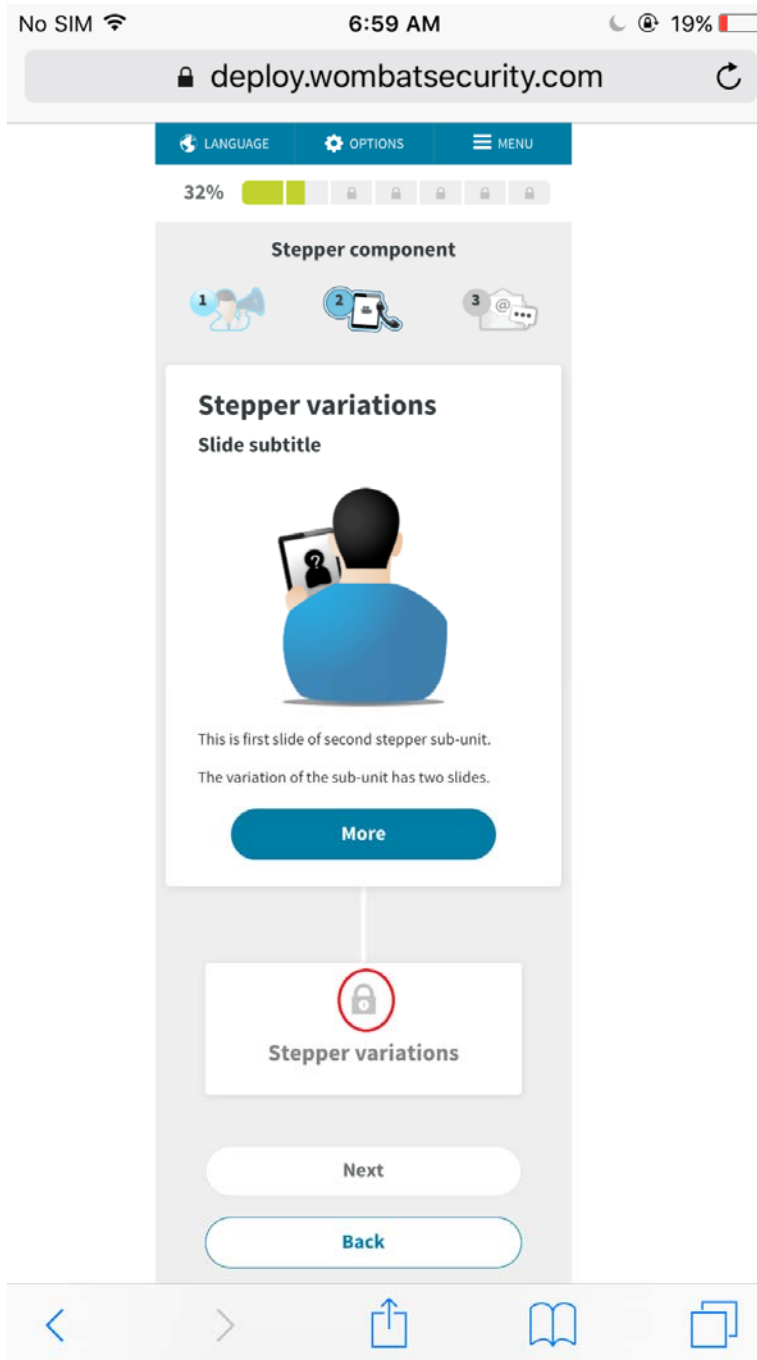 No SIM 6:59 AM 19%
deploy.wombatsecurity.com
LANGUAGE OPTIONS MENU
32%
Stepper component
1 2 3 @
Stepper variations
Slide subtitle
?
This is first slide of second stepper sub-unit.
The variation of the sub-unit has two slides.
More
Stepper variations
Next
Back